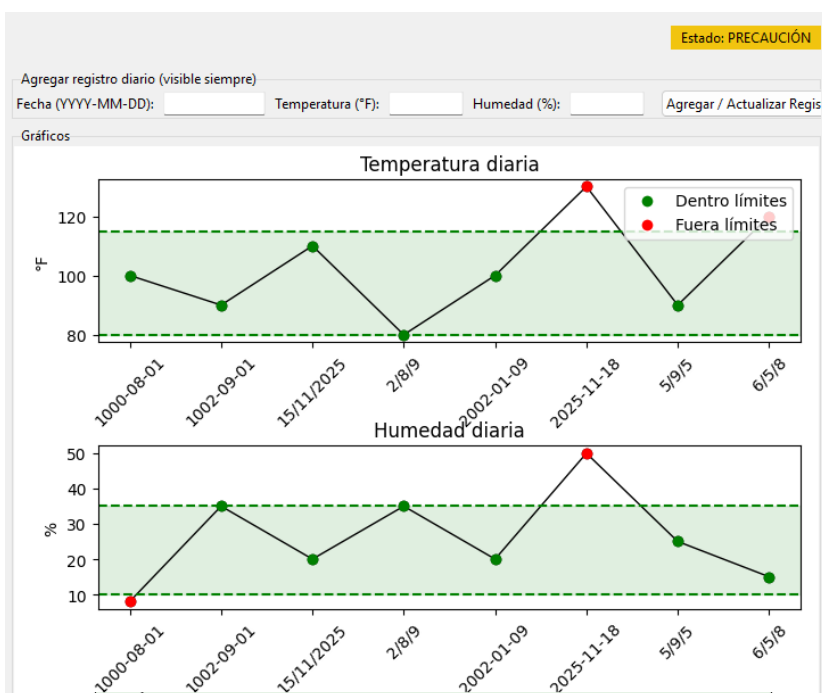 Estado: PRECAUCIÓN
Agregar registro diario (visible siempre)
Fecha (YYYY-MM-DD): Temperatura (°F): Humedad (%): Agregar / Actualizar Regis
Gráficos
Temperatura diaria
Dentro límites
Fuera límites
°F
120
100
80
1000-08-01 1002-09-01 15/11/2025 2/8/9 2002-01-09 2025-11-18 5/9/5 6/5/8
Humedad diaria
%
50
40
30
20
10
1000-08-01 1002-09-01 15/11/2025 2/8/9 2002-01-09 2025-11-18 5/9/5 6/5/8